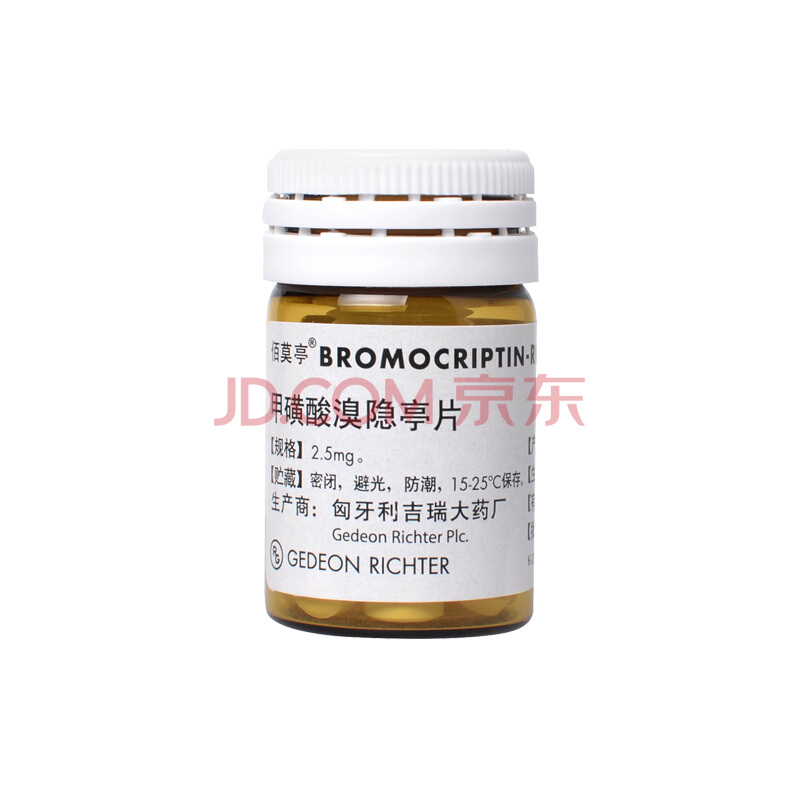 佰莫亭® BROMOCRIPTIN-R
JD.COM 京东
甲磺酸溴隐亭片
【规格】2.5mg。
【贮藏】密闭，避光，防潮，15-25℃保存。
生产商：匈牙利吉瑞大药厂
Gedeon Richter Plc.
RG GEDEON RICHTER